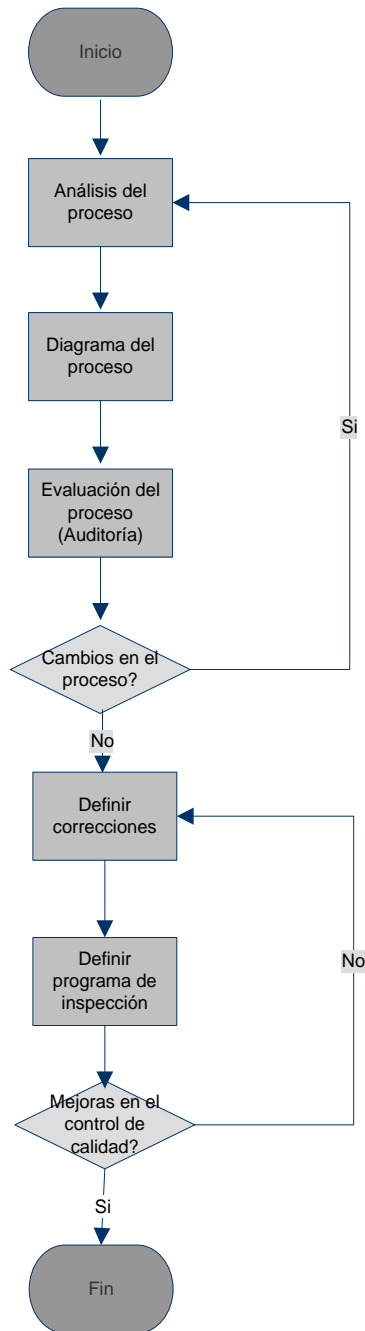 Inicio
Análisis del
proceso
Diagrama del
proceso
Si
Evaluación del
proceso
(Auditoría)
Cambios en el
proceso?
No
Definir
correcciones
Definir
programa de
inspección
No
Mejoras en el
control de
calidad?
Si
Fin